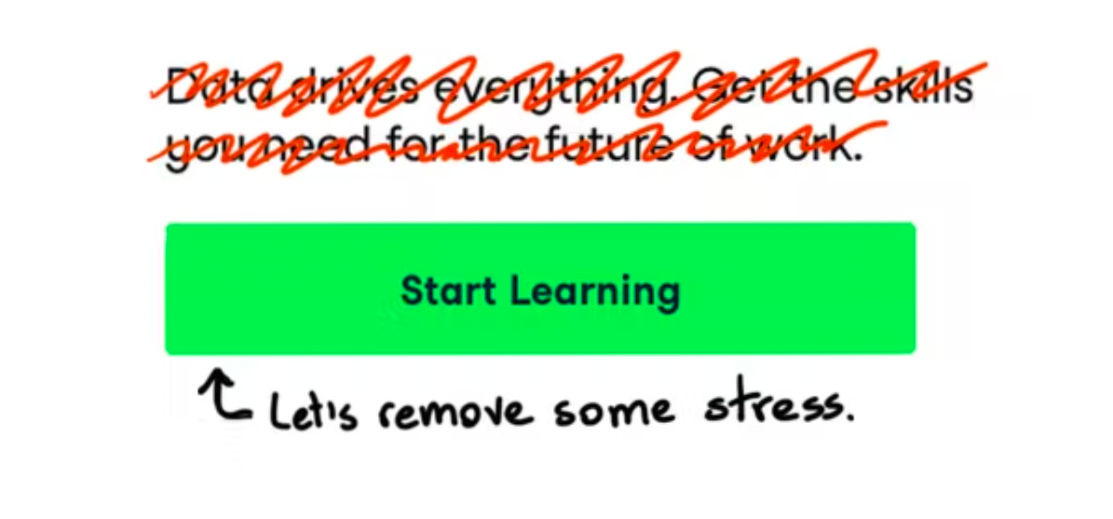 Data drives everything. Get the skills
you need for the future of work.
Start Learning
Let's remove some stress.